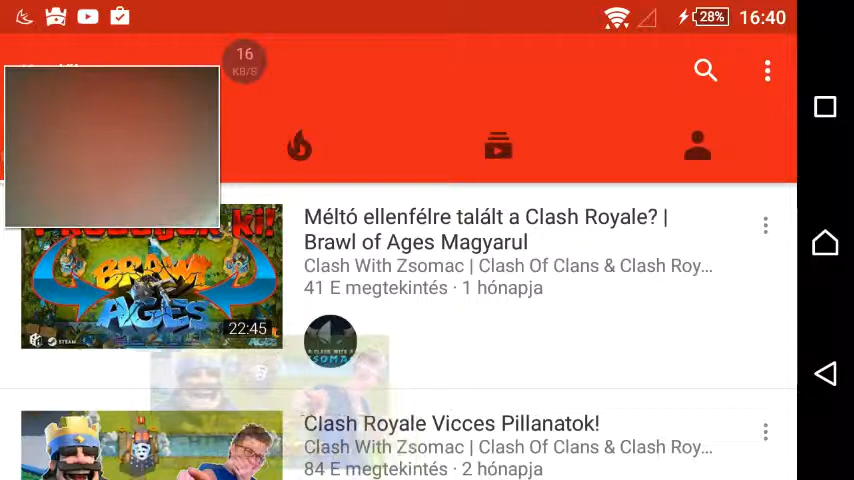 28%
16:40
16
KB/S
ki!
BRAWL
AGES
STEAM
22:45
Méltó ellenfélre talált a Clash Royale? |
Brawl of Ages Magyarul
Clash With Zsomac | Clash Of Clans & Clash Roy...
41 E megtekintés · 1 hónapja
Clash Royale Vicces Pillanatok!
Clash With Zsomac | Clash Of Clans & Clash Roy...
84 E megtekintés · 2 hónapja